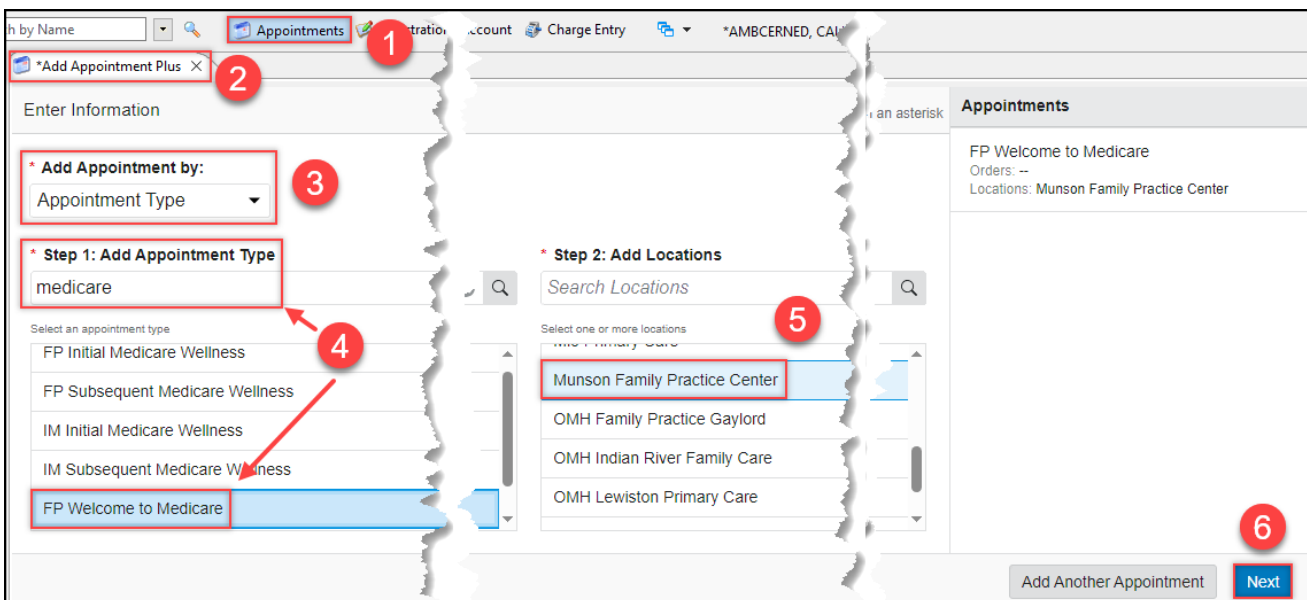 h by Name Appointments 1 stration ccount Charge Entry *AMBCERNED,
*Add Appointment Plus × 2
Enter Information
an asterisk
* Add Appointment by:
Appointment Type
3
* Step 1: Add Appointment Type
medicare
Select an appointment type
4
FP Initial Medicare Wellness
FP Subsequent Medicare Wellness
IM Initial Medicare Wellness
IM Subsequent Medicare Wellness
FP Welcome to Medicare
* Step 2: Add Locations
Search Locations
Select one or more locations
5
Munson Family Practice Center
OMH Family Practice Gaylord
OMH Indian River Family Care
OMH Lewiston Primary Care
Appointments
FP Welcome to Medicare
Orders: --
Locations: Munson Family Practice Center
6
Add Another Appointment Next